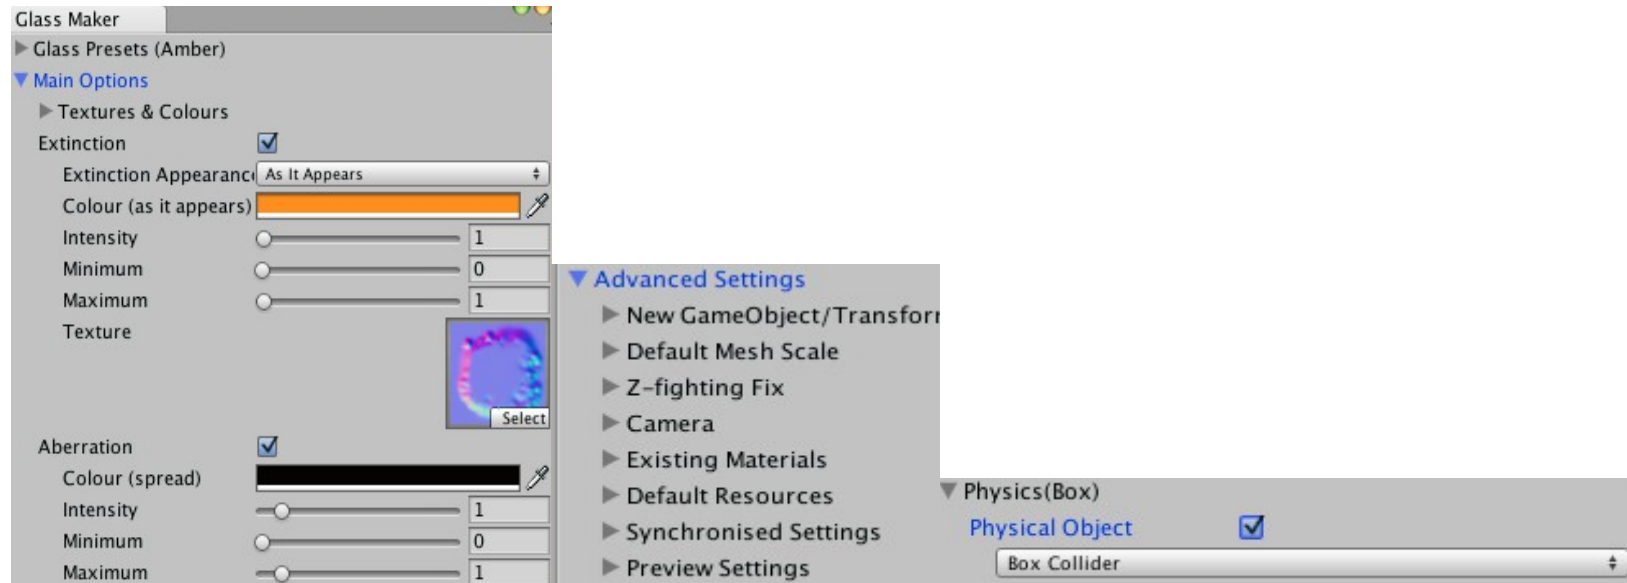 Glass Maker
Glass Presets (Amber)
Main Options
Textures & Colours
Extinction
Extinction Appearanc As It Appears
Colour (as it appears)
Intensity 1
Minimum 0
Maximum 1
Texture
Select
Aberration
Colour (spread)
Intensity 1
Minimum 0
Maximum 1
Advanced Settings
New GameObject/Transfor
Default Mesh Scale
Z-fighting Fix
Camera
Existing Materials
Default Resources
Synchronised Settings
Preview Settings
Physics(Box)
Physical Object
Box Collider